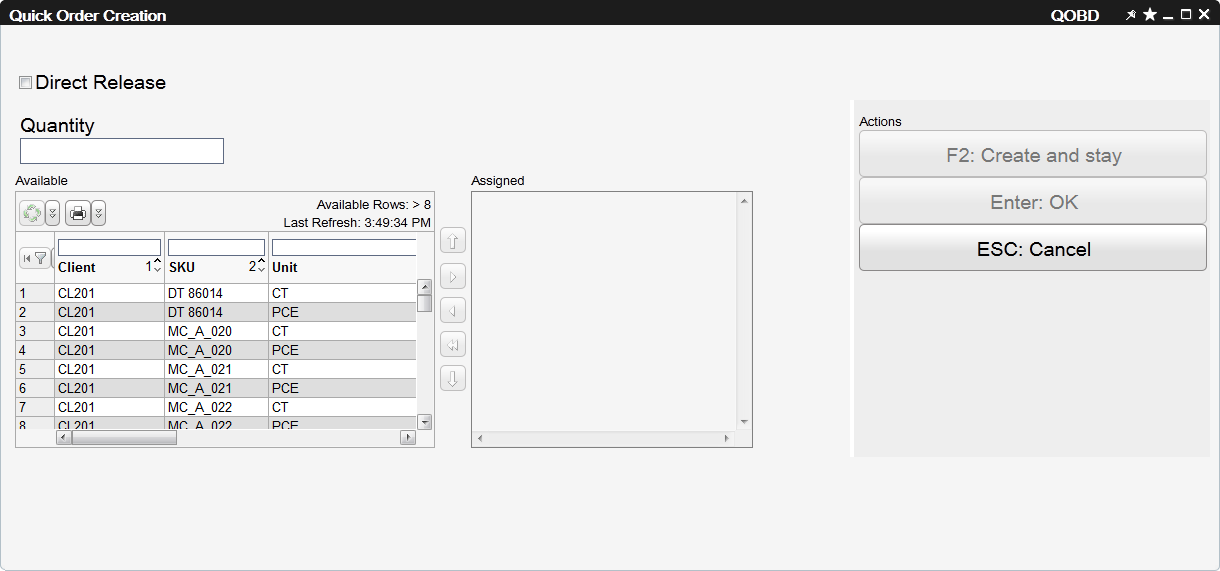 Quick Order Creation QOBD
Direct Release
Quantity
Actions
F2: Create and stay
Enter: OK
ESC: Cancel
Available
Assigned
Available Rows: > 8
Last Refresh: 3:49:34 PM
Client 1 SKU 2 Unit
1 CL201 DT 86014 CT
2 CL201 DT 86014 PCE
3 CL201 MC_A_020 CT
4 CL201 MC_A_020 PCE
5 CL201 MC_A_021 CT
6 CL201 MC_A_021 PCE
7 CL201 MC_A_022 CT
8 CL201 MC_A_022 PCE